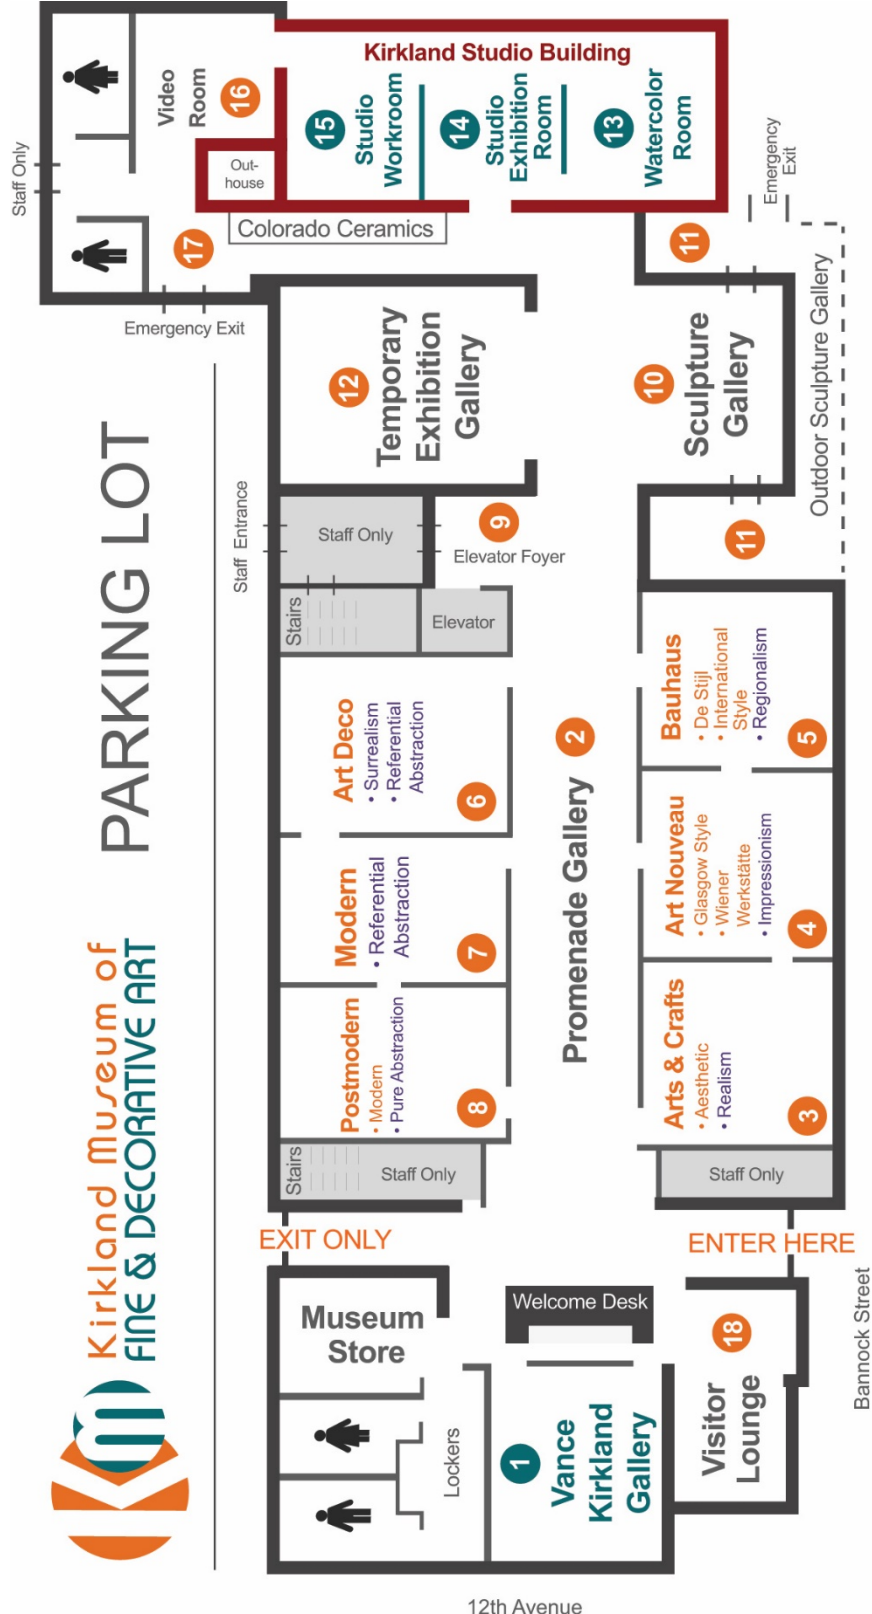 Kirkland Museum of
FINE & DECORATIVE ART
PARKING LOT
Staff Only
Video
Room
16
Kirkland Studio Building
15
Studio
Workroom
14
Studio
Exhibition
Room
13
Watercolor
Room
Out-
house
Colorado Ceramics
17
Emergency Exit
11
Emergency
Exit
Outdoor Sculpture Gallery
12
Temporary
Exhibition
Gallery
10
Sculpture
Gallery
Staff Entrance
Staff Only
9
Elevator Foyer
11
Stairs
Elevator
Art Deco
• Surrealism
• Referential
Abstraction
6
Promenade Gallery
2
Bauhaus
• De Stijl
• International
Style
• Regionalism
5
Modern
• Referential
Abstraction
7
Art Nouveau
• Glasgow Style
• Wiener
Werkstätte
• Impressionism
4
Postmodern
• Modern
• Pure Abstraction
8
Arts & Crafts
• Aesthetic
• Realism
3
Stairs
Staff Only
Staff Only
EXIT ONLY
ENTER HERE
Museum
Store
Welcome Desk
18
Visitor
Lounge
Lockers
1
Vance
Kirkland
Gallery
Bannock Street
12th Avenue
km